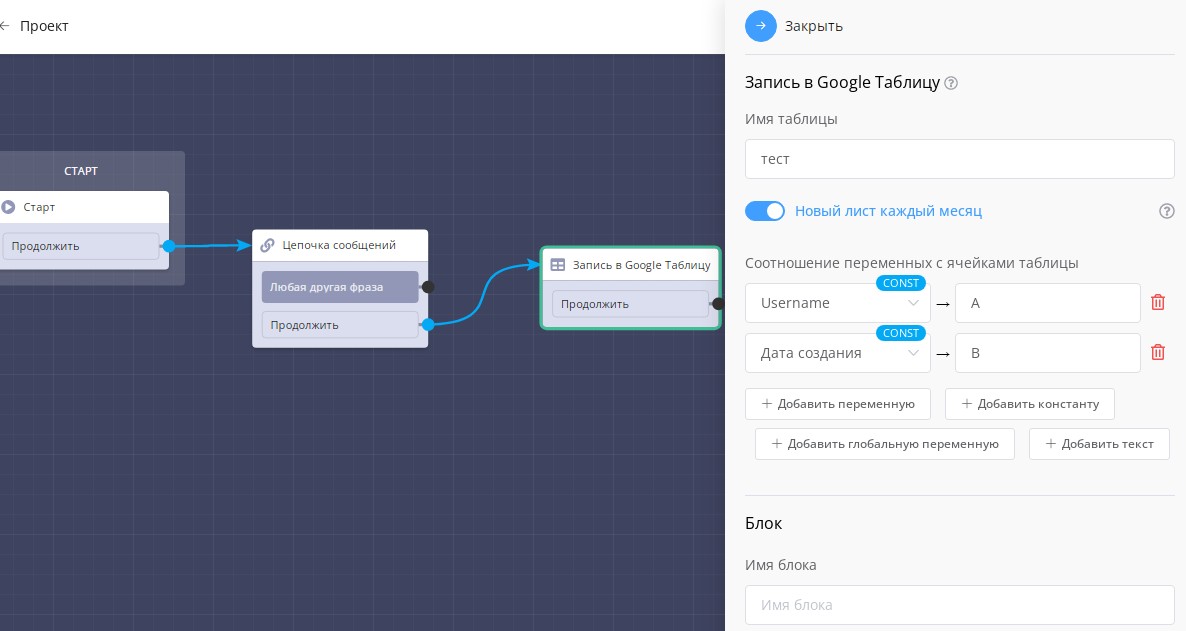 ← Проект
СТАРТ
Старт
Продолжить
Цепочка сообщений
Любая другая фраза
Продолжить
Запись в Google Таблицу
Продолжить
→ Закрыть
Запись в Google Таблицу ?
Имя таблицы
тест
Новый лист каждый месяц ?
Соотношение переменных с ячейками таблицы
CONST
Username → A
CONST
Дата создания → B
+ Добавить переменную + Добавить константу
+ Добавить глобальную переменную + Добавить текст
Блок
Имя блока
Имя блока